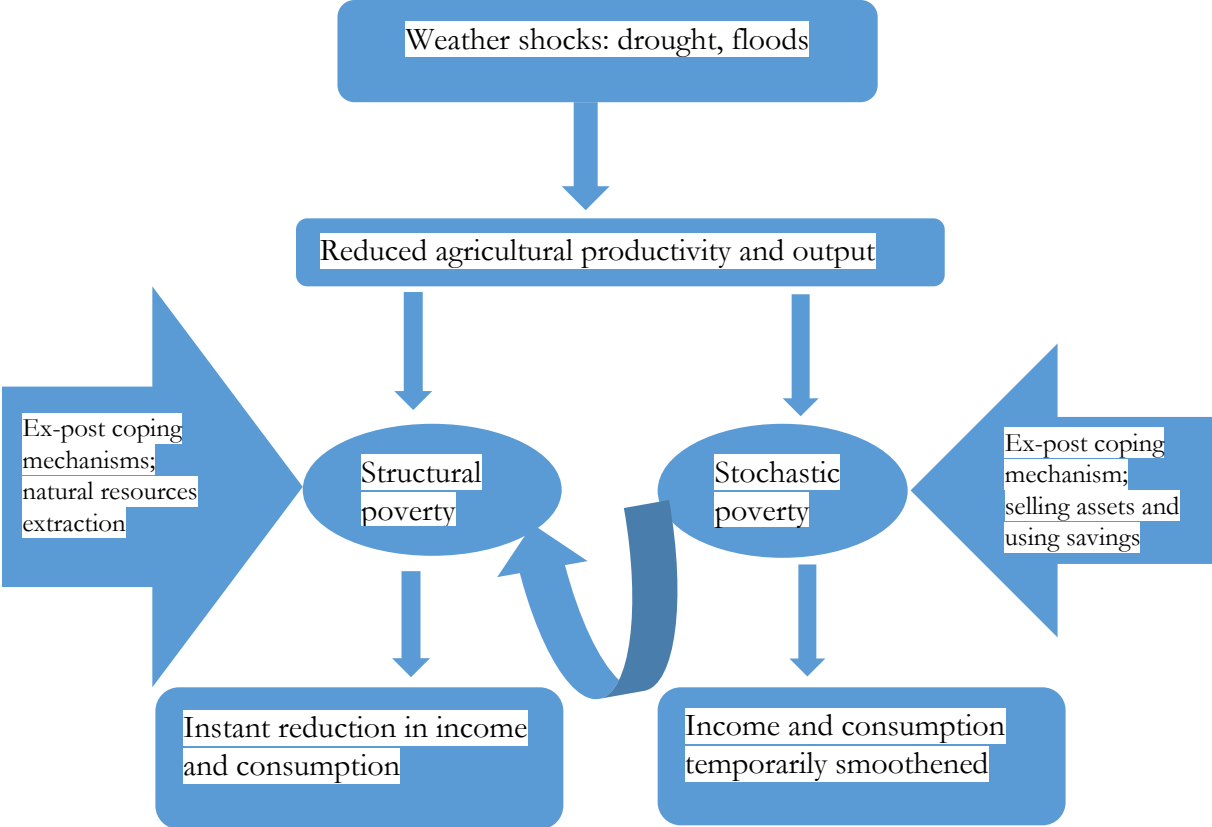 Weather shocks: drought, floods
Reduced agricultural productivity and output
Ex-post coping
mechanisms;
natural resources
extraction
Structural
poverty
Stochastic
poverty
Ex-post coping
mechanism;
selling assets and
using savings
Instant reduction in income
and consumption
Income and consumption
temporarily smoothened